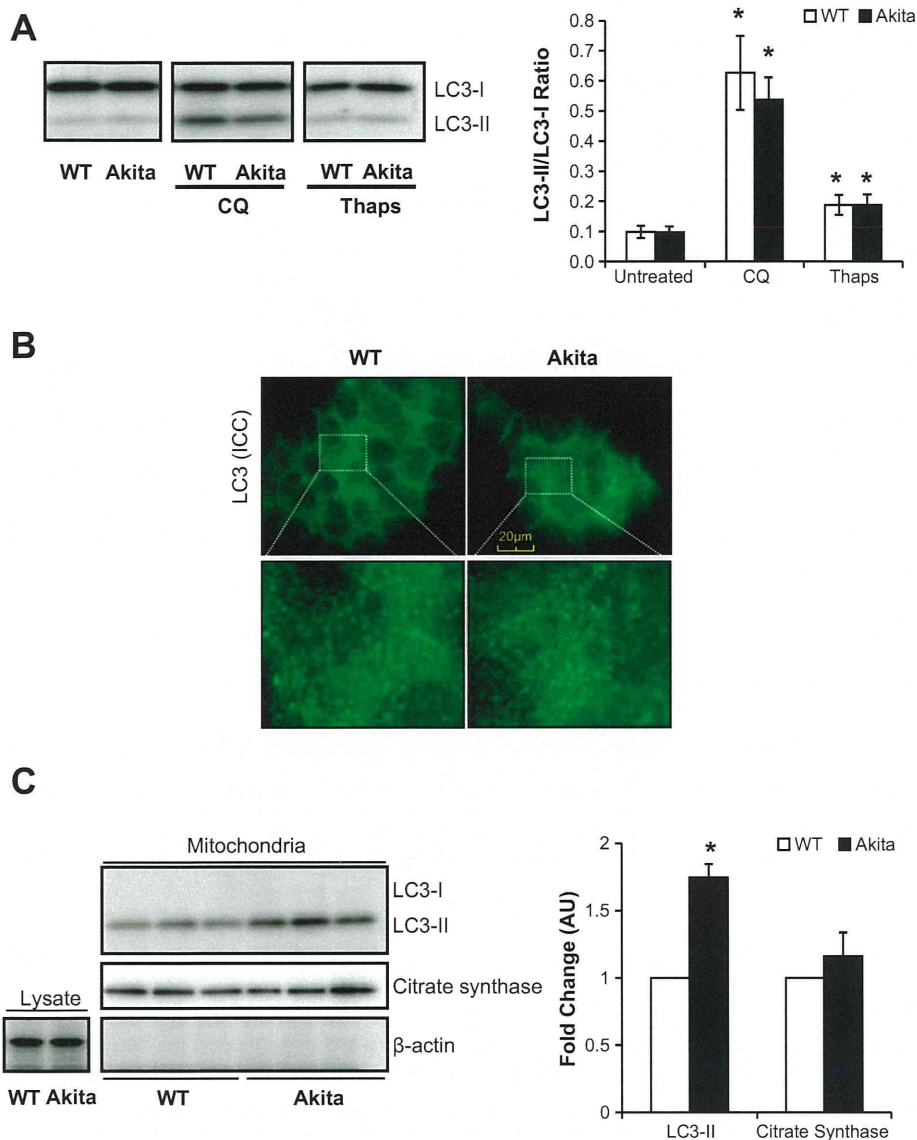 A
LC3-I
LC3-II
WT Akita WT Akita WT Akita
CQ Thaps
WT Akita
* * * *
LC3-II/LC3-I Ratio
0.8
0.7
0.6
0.5
0.4
0.3
0.2
0.1
0.0
Untreated CQ Thaps
B
WT Akita
LC3 (ICC)
20µm
C
Mitochondria
LC3-I
LC3-II
Citrate synthase
Lysate
β-actin
WT Akita WT Akita
WT Akita
*
Fold Change (AU)
2
1.5
1
0.5
0
LC3-II Citrate Synthase